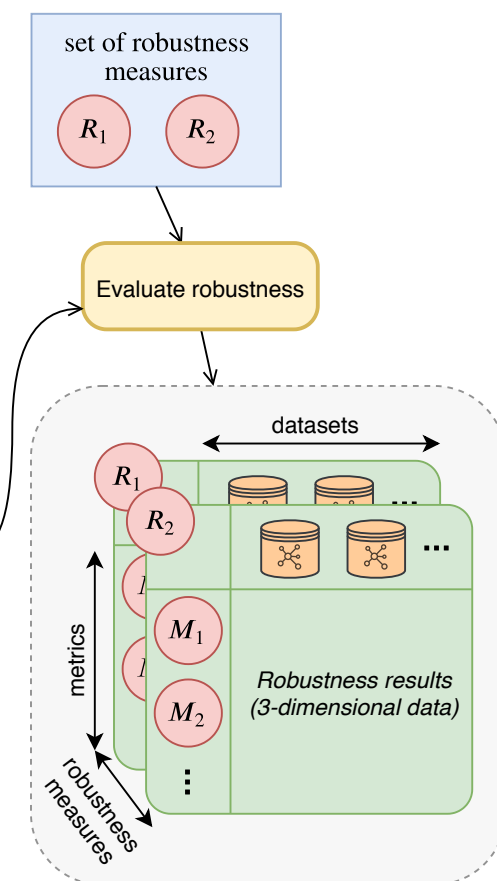 set of robustness
measures
R1 R2
Evaluate robustness
datasets
R1
R2
...
...
metrics
M1
M2
...
Robustness results
(3-dimensional data)
robustness
measures